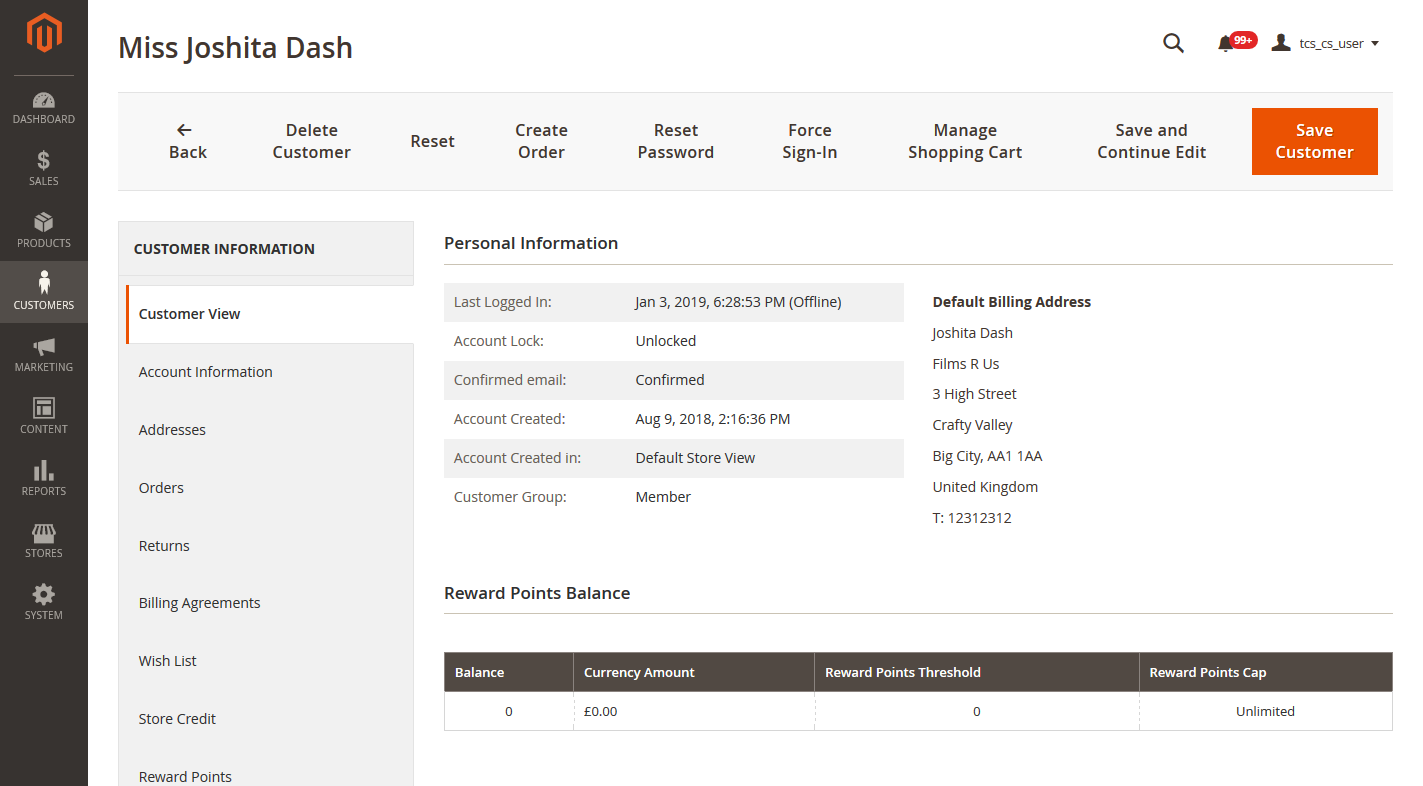 Miss Joshita Dash
99+
tcs_cs_user
DASHBOARD
SALES
PRODUCTS
CUSTOMERS
MARKETING
CONTENT
REPORTS
STORES
SYSTEM
Back
Delete
Customer
Reset
Create
Order
Reset
Password
Force
Sign-In
Manage
Shopping Cart
Save and
Continue Edit
Save
Customer
CUSTOMER INFORMATION
Customer View
Account Information
Addresses
Orders
Returns
Billing Agreements
Wish List
Store Credit
Reward Points
Personal Information
Last Logged In: Jan 3, 2019, 6:28:53 PM (Offline)
Account Lock: Unlocked
Confirmed email: Confirmed
Account Created: Aug 9, 2018, 2:16:36 PM
Account Created in: Default Store View
Customer Group: Member
Default Billing Address
Joshita Dash
Films R Us
3 High Street
Crafty Valley
Big City, AA1 1AA
United Kingdom
T: 12312312
Reward Points Balance
Balance Currency Amount Reward Points Threshold Reward Points Cap
0 £0.00 0 Unlimited